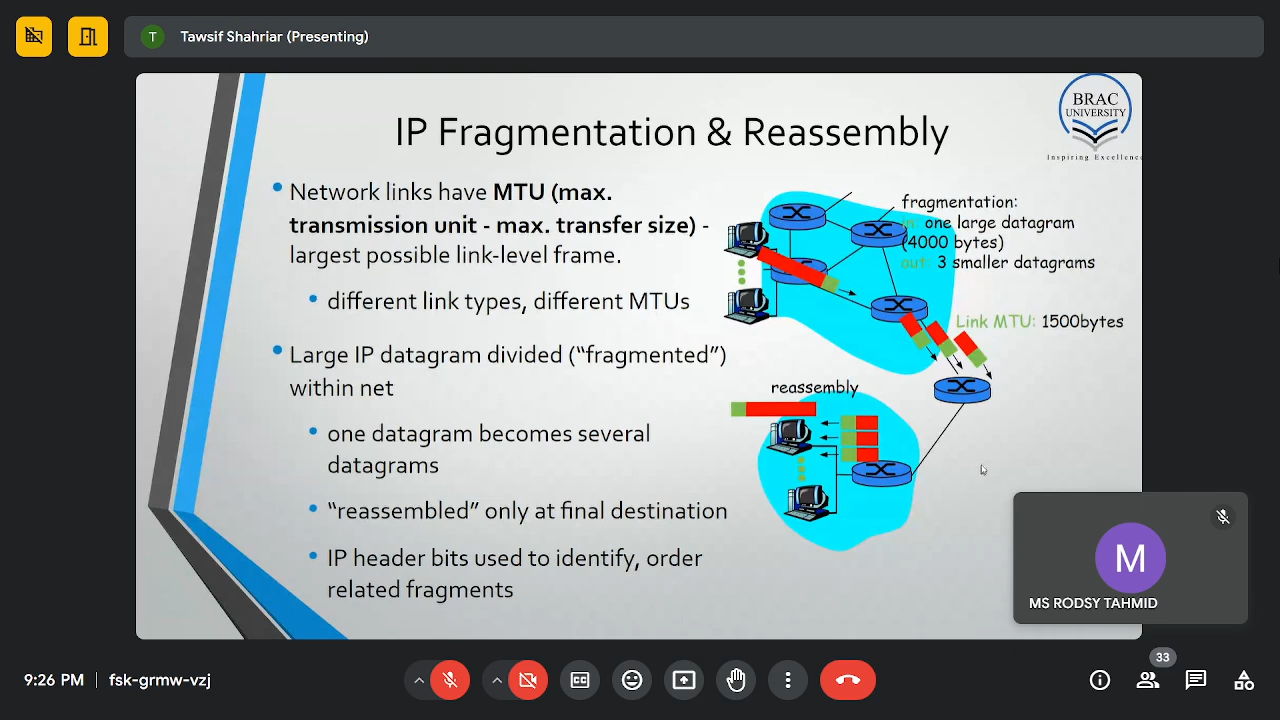 T Tawsif Shahriar (Presenting)
IP Fragmentation & Reassembly
BRAC
UNIVERSITY
Inspiring Excellence
• Network links have MTU (max.
transmission unit - max. transfer size) -
largest possible link-level frame.
• different link types, different MTUs
• Large IP datagram divided (“fragmented”)
within net
• one datagram becomes several
datagrams
• “reassembled” only at final destination
• IP header bits used to identify, order
related fragments
fragmentation:
in: one large datagram
(4000 bytes)
out: 3 smaller datagrams
Link MTU: 1500bytes
reassembly
M
MS RODSY TAHMID
9:26 PM | fsk-grmw-vzj
CC
33